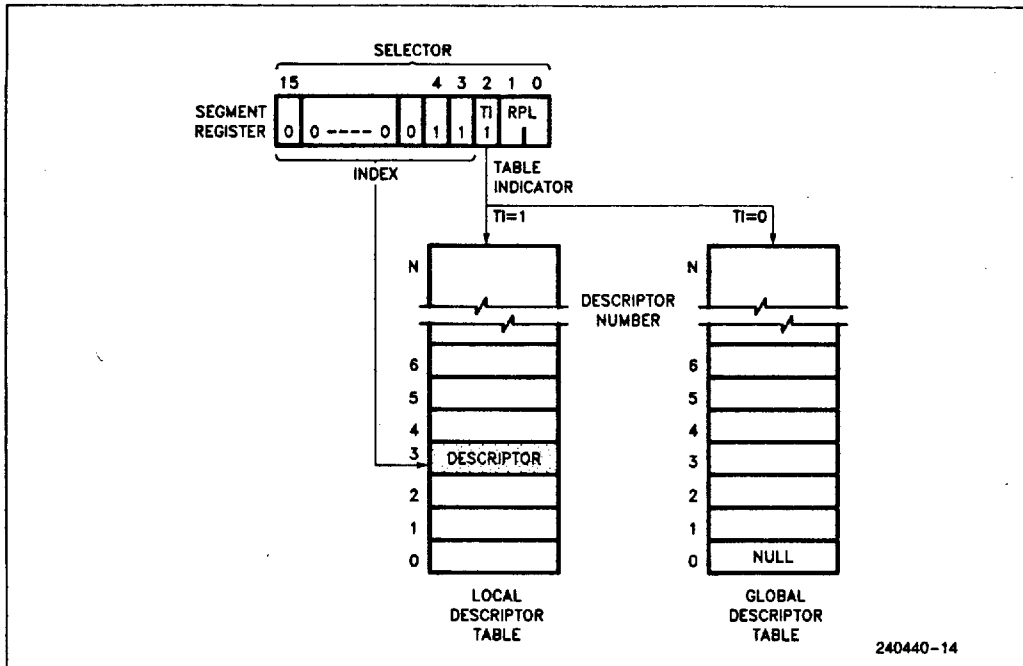 SELECTOR
15 4 3 2 1 0
SEGMENT REGISTER
TI RPL
0 0 ---- 0 0 1 1 1
INDEX
TABLE INDICATOR
TI=1 TI=0
N N
DESCRIPTOR NUMBER
6 6
5 5
4 4
3 DESCRIPTOR 3
2 2
1 1
0 0 NULL
LOCAL DESCRIPTOR TABLE
GLOBAL DESCRIPTOR TABLE
240440-14